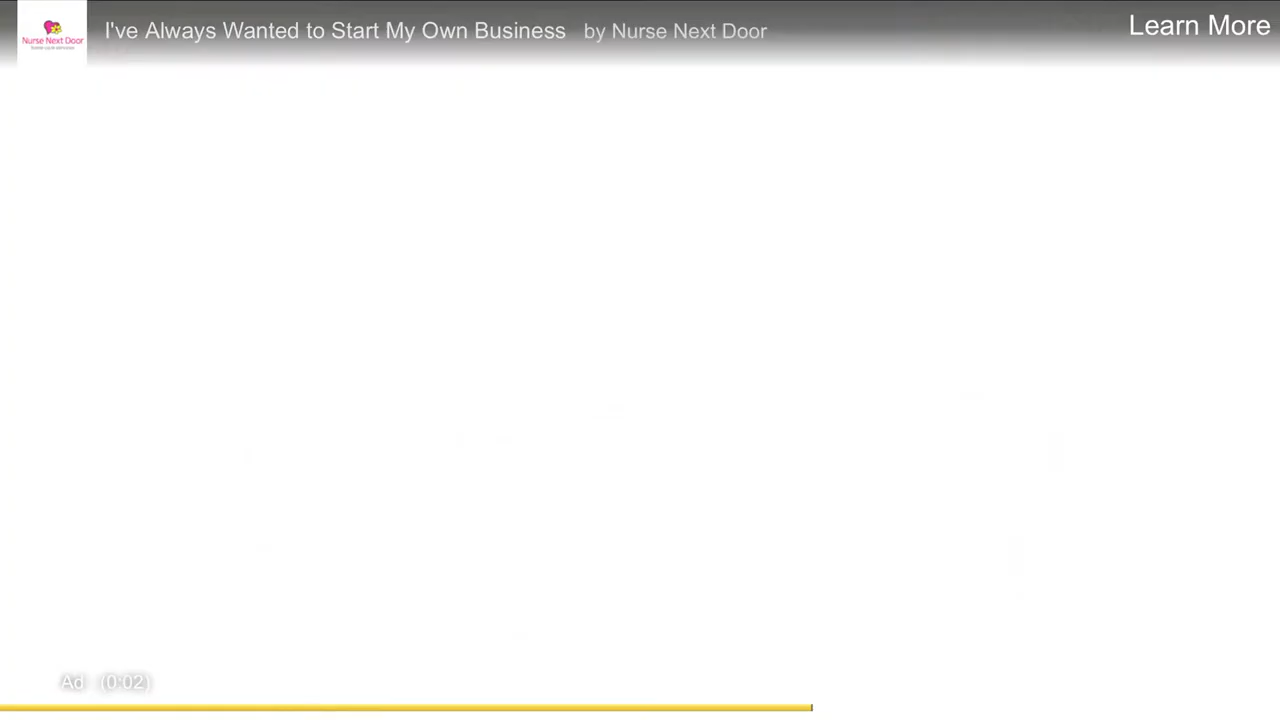 I've Always Wanted to Start My Own Business by Nurse Next Door
Learn More
Nurse Next Door
Ad (0:02)